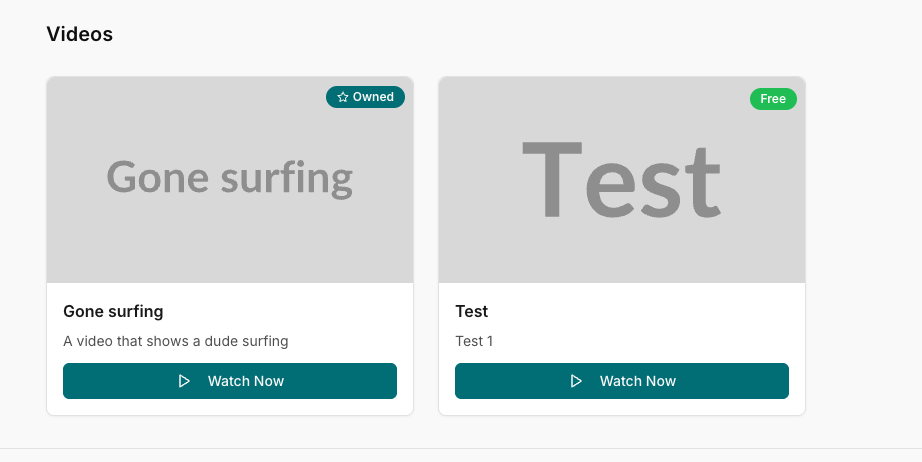 Videos
Owned
Gone surfing
Gone surfing
A video that shows a dude surfing
Watch Now
Free
Test
Test
Test 1
Watch Now